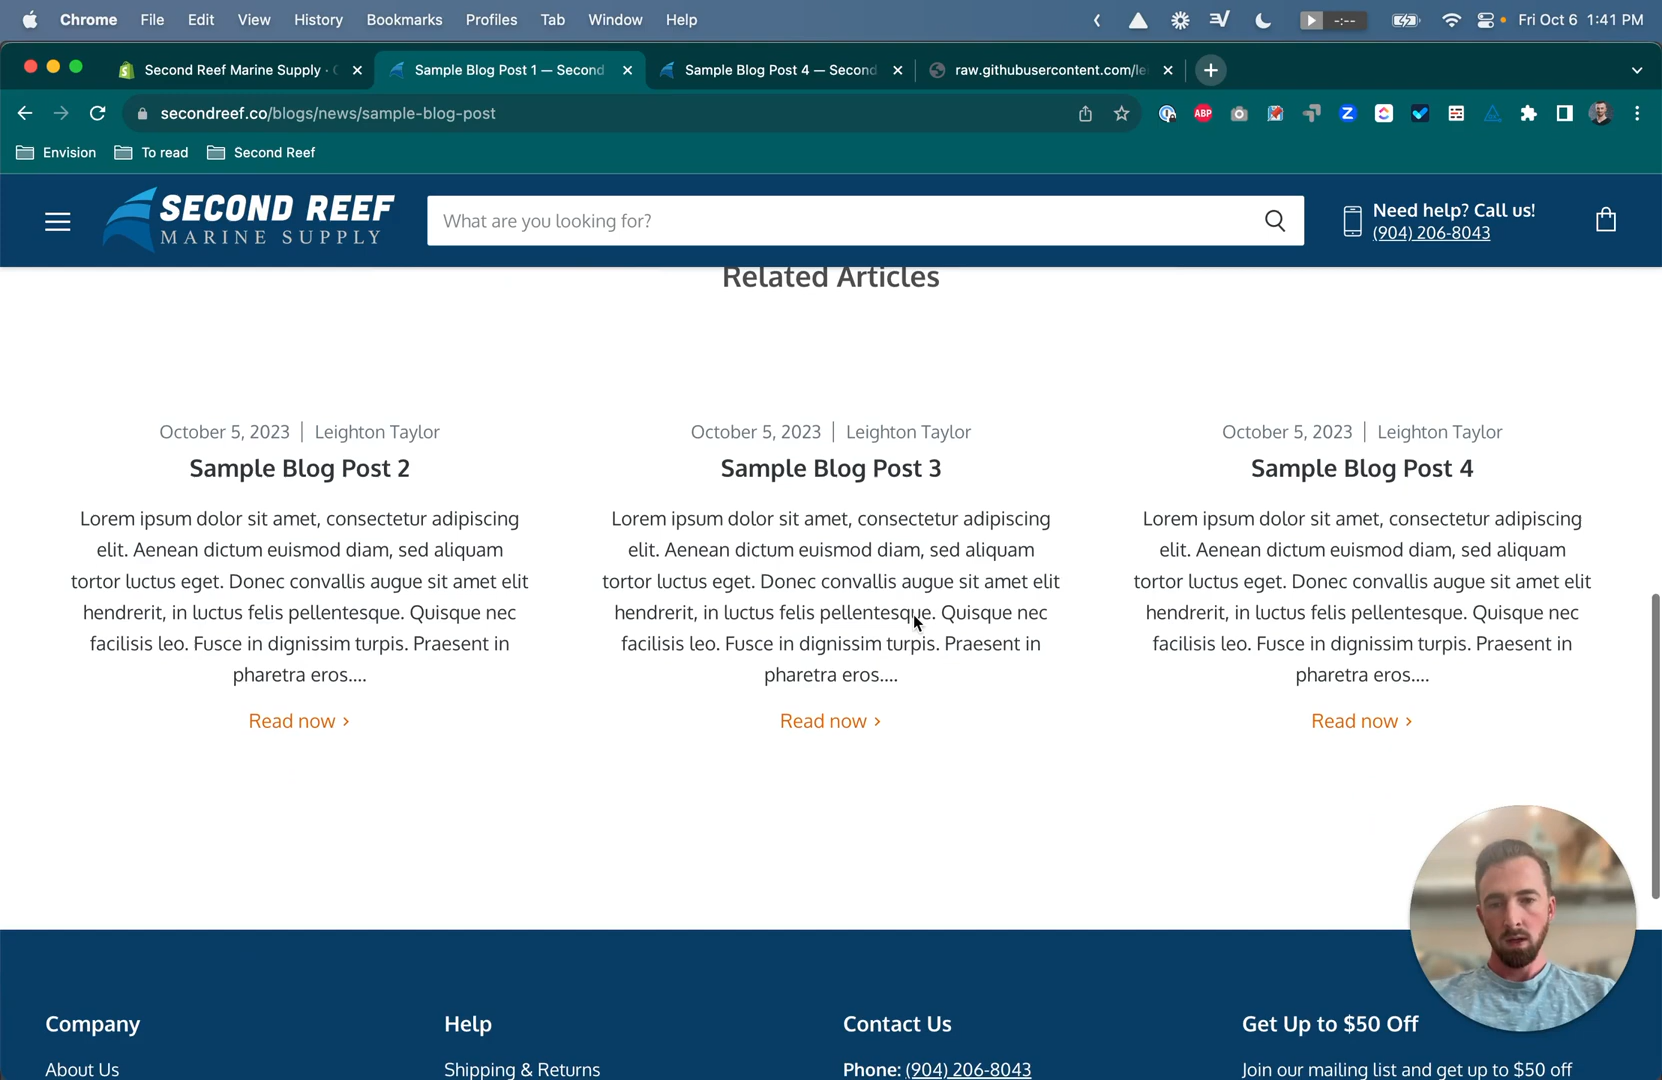 Chrome File Edit View History Bookmarks Profiles Tab Window Help -:-- Fri Oct 6 1:41 PM
Second Reef Marine Supply · Sample Blog Post 1 — Second Sample Blog Post 4 — Second raw.githubusercontent.com/le
secondreef.co/blogs/news/sample-blog-post ABP Z
Envision To read Second Reef
SECOND REEF
MARINE SUPPLY
What are you looking for?
Need help? Call us!
(904) 206-8043
Related Articles
October 5, 2023 | Leighton Taylor
Sample Blog Post 2
Lorem ipsum dolor sit amet, consectetur adipiscing
elit. Aenean dictum euismod diam, sed aliquam
tortor luctus eget. Donec convallis augue sit amet elit
hendrerit, in luctus felis pellentesque. Quisque nec
facilisis leo. Fusce in dignissim turpis. Praesent in
pharetra eros....
Read now ›
October 5, 2023 | Leighton Taylor
Sample Blog Post 3
Lorem ipsum dolor sit amet, consectetur adipiscing
elit. Aenean dictum euismod diam, sed aliquam
tortor luctus eget. Donec convallis augue sit amet elit
hendrerit, in luctus felis pellentesque. Quisque nec
facilisis leo. Fusce in dignissim turpis. Praesent in
pharetra eros....
Read now ›
October 5, 2023 | Leighton Taylor
Sample Blog Post 4
Lorem ipsum dolor sit amet, consectetur adipiscing
elit. Aenean dictum euismod diam, sed aliquam
tortor luctus eget. Donec convallis augue sit amet elit
hendrerit, in luctus felis pellentesque. Quisque nec
facilisis leo. Fusce in dignissim turpis. Praesent in
pharetra eros....
Read now ›
Company
About Us
Help
Shipping & Returns
Contact Us
Phone: (904) 206-8043
Get Up to $50 Off
Join our mailing list and get up to $50 off